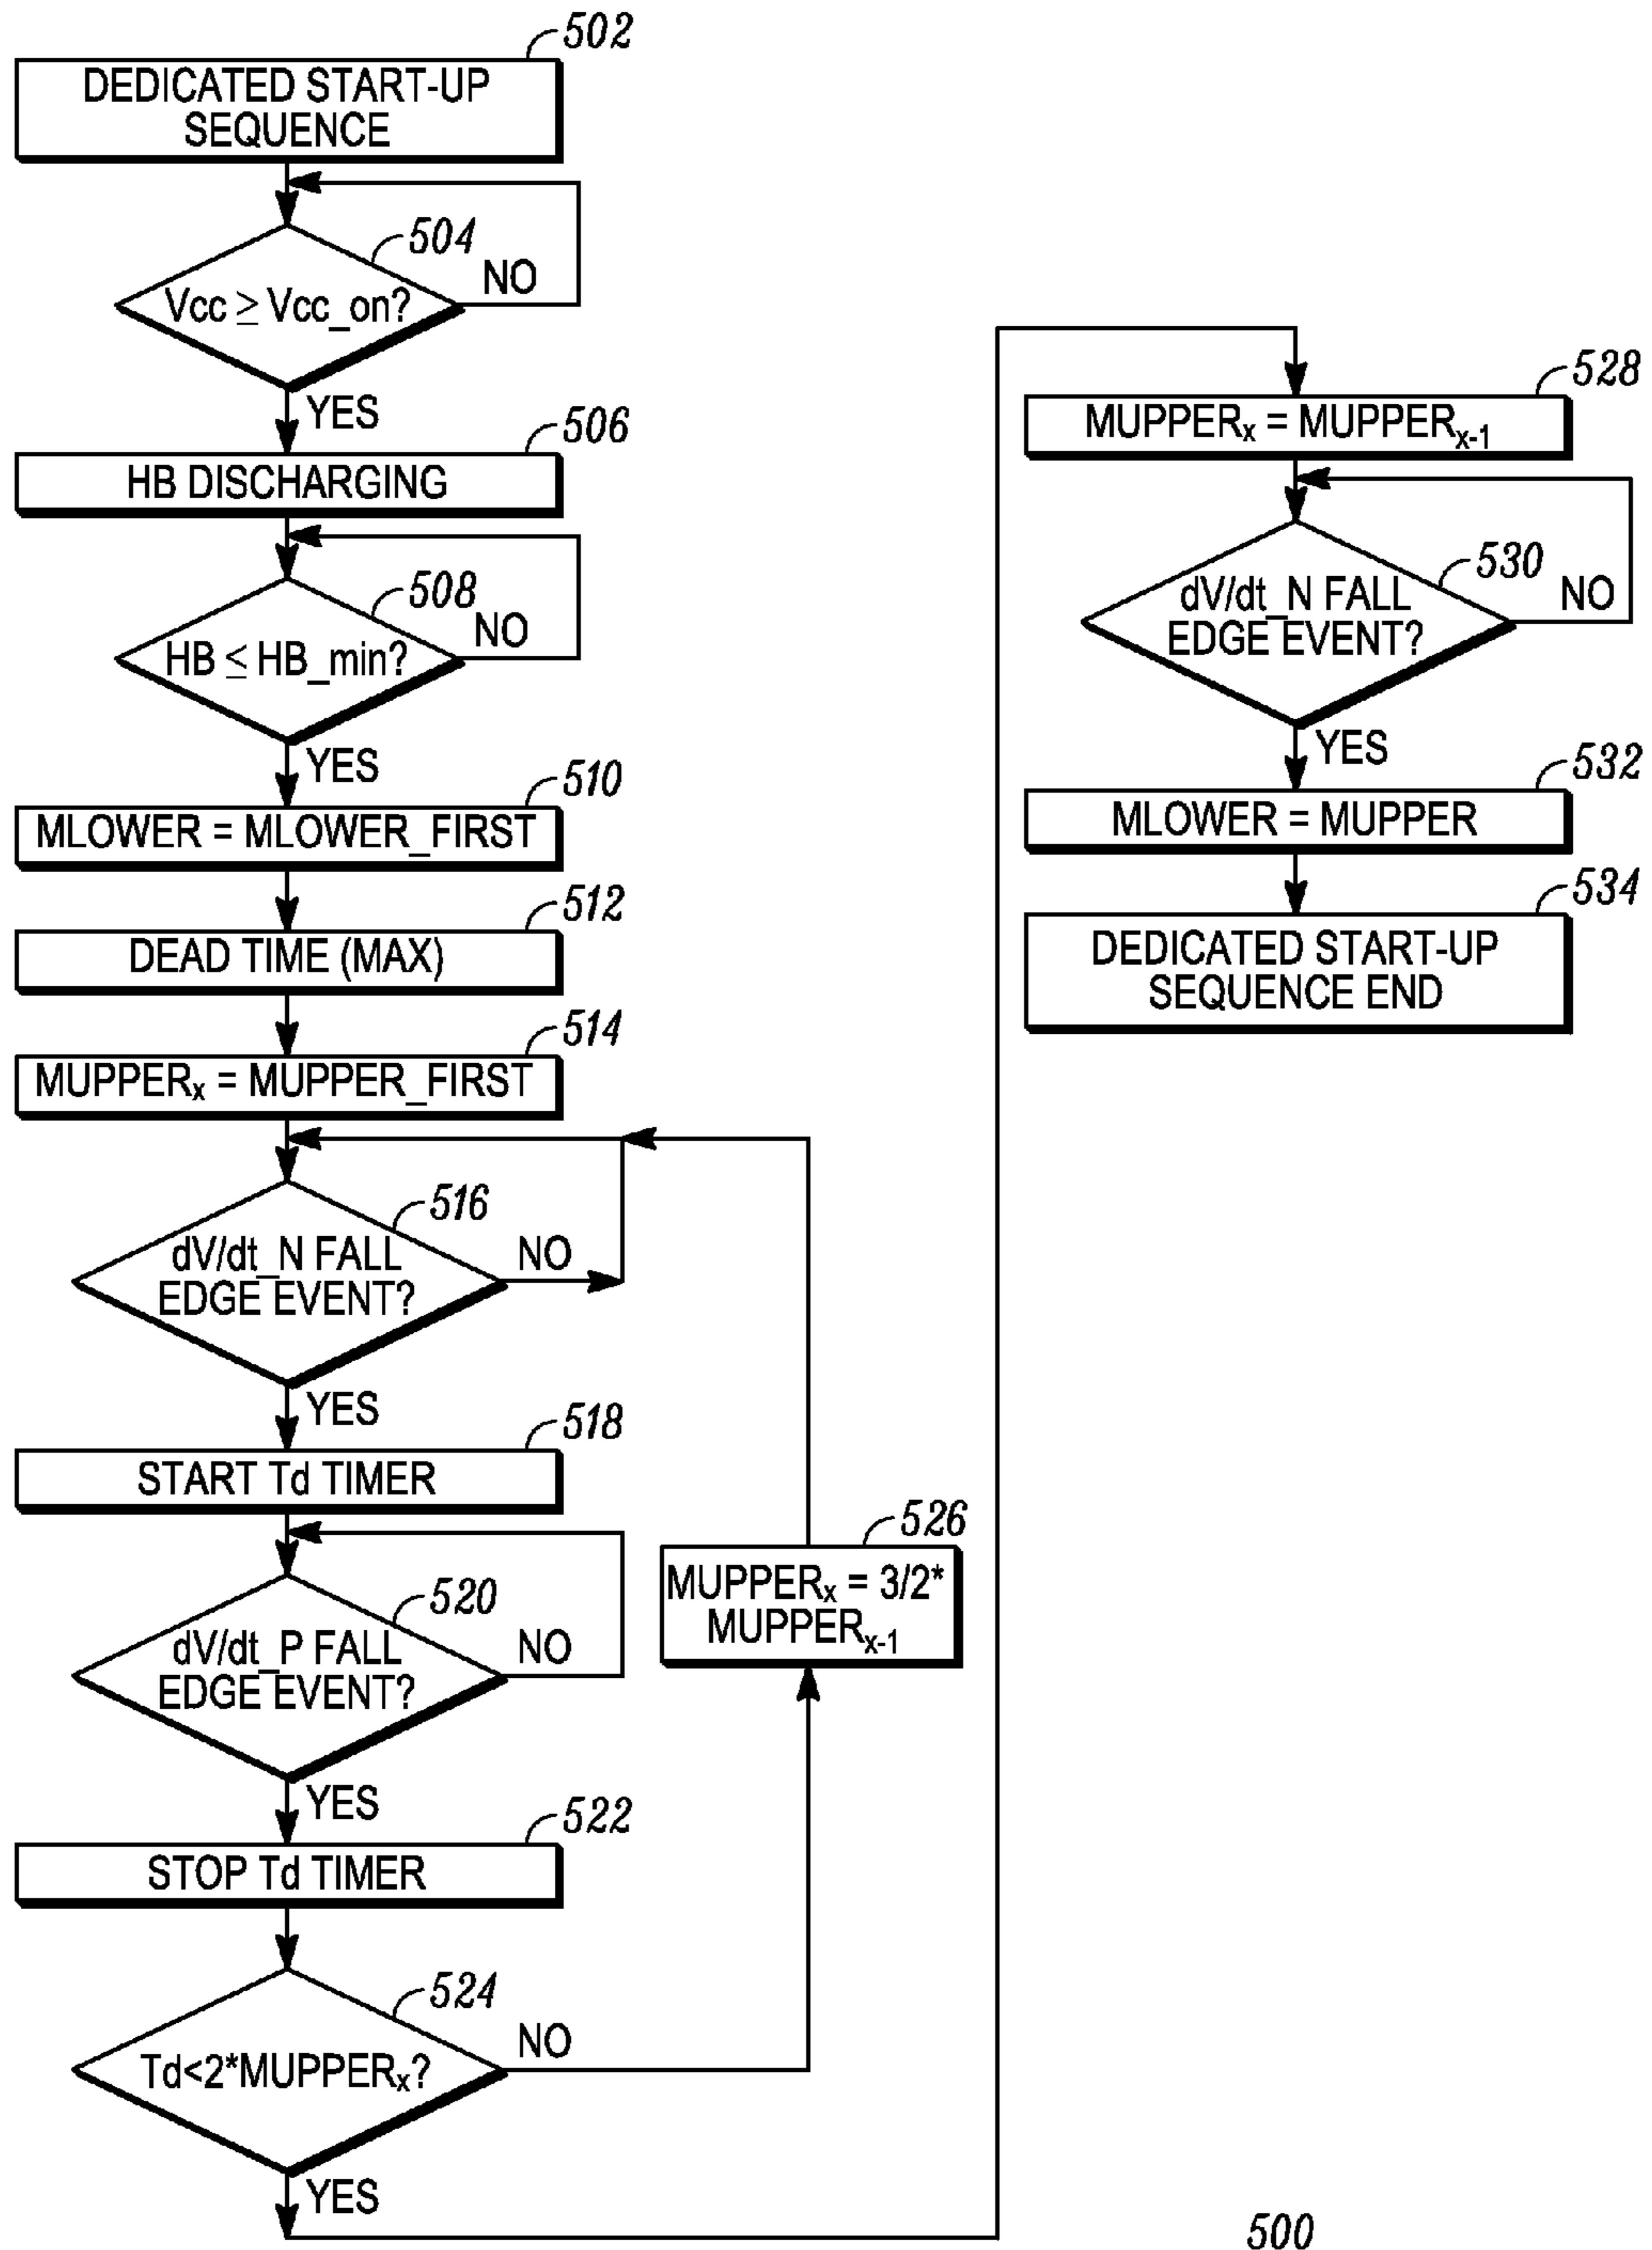 502
DEDICATED START-UP
SEQUENCE
504
Vcc ≥ Vcc_on?
NO
YES
506
HB DISCHARGING
508
HB ≤ HB_min?
NO
YES
510
MLOWER = MLOWER_FIRST
512
DEAD TIME (MAX)
514
MUPPERx = MUPPER_FIRST
516
dV/dt_N FALL
EDGE EVENT?
NO
YES
518
START Td TIMER
520
dV/dt_P FALL
EDGE EVENT?
NO
YES
522
STOP Td TIMER
524
Td<2*MUPPERx?
NO
YES
526
MUPPERx = 3/2*
MUPPERx-1
528
MUPPERx = MUPPERx-1
530
dV/dt_N FALL
EDGE EVENT?
NO
YES
532
MLOWER = MUPPER
534
DEDICATED START-UP
SEQUENCE END
500